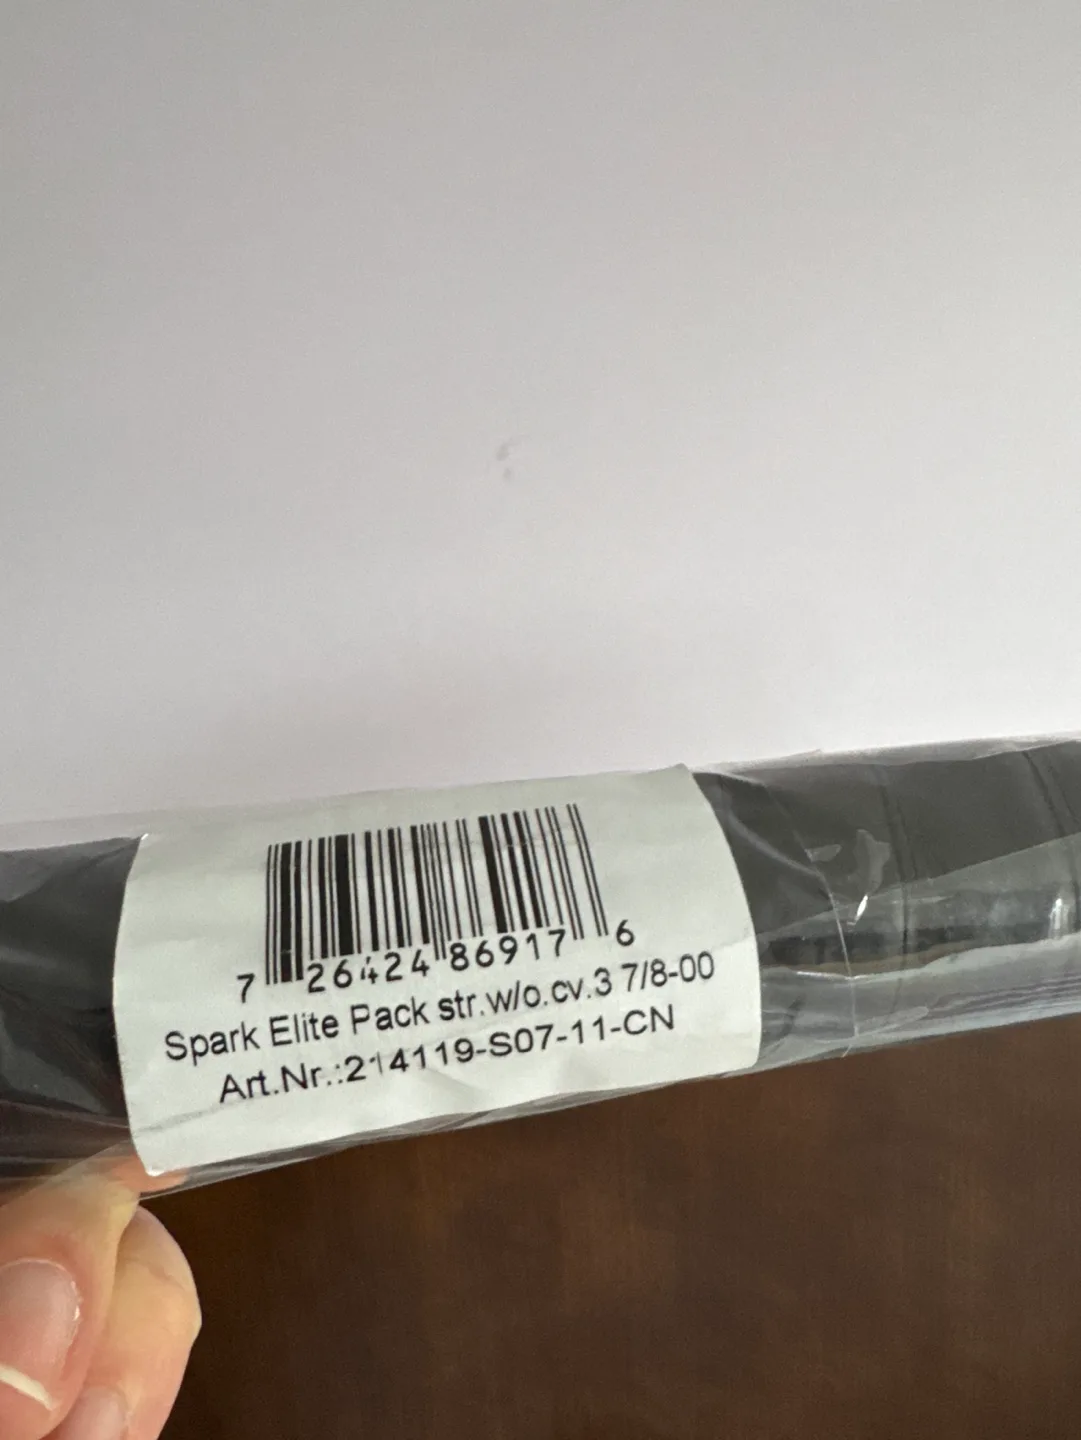 7 26424 86917 6
Spark Elite Pack str.w/o.cv.3 7/8-00
Art.Nr.:214119-S07-11-CN